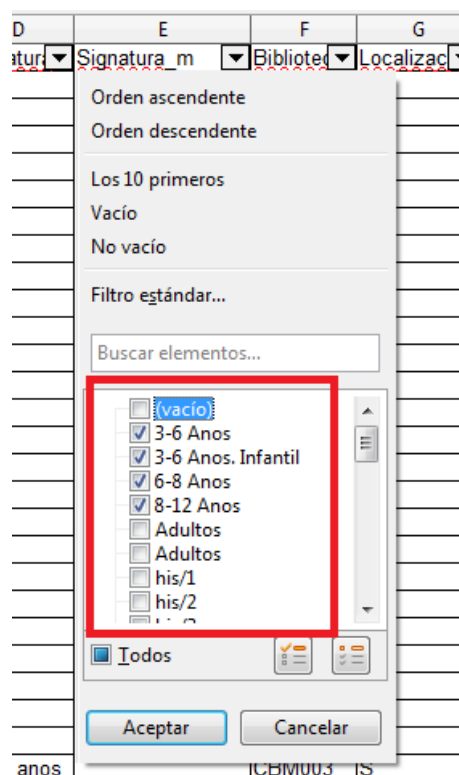 D E F G
atura Signatura_m Bibliotec Localizac
Orden ascendente
Orden descendente
Los 10 primeros
Vacío
No vacío
Filtro estándar...
Buscar elementos...
(vacío)
3-6 Anos
3-6 Anos. Infantil
6-8 Anos
8-12 Anos
Adultos
Adultos
his/1
his/2
Todos
Aceptar Cancelar
anos ICBM003 IS